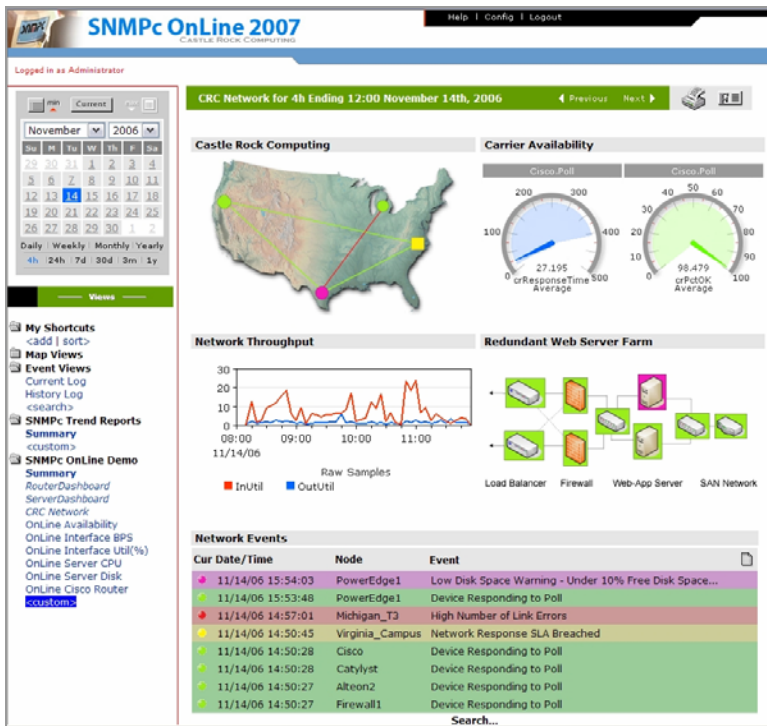 SNMPc OnLine 2007
CASTLE ROCK COMPUTING
Help | Config | Logout
Logged in as Administrator
min Current
November 2006
Su M Tu W Th F Sa
29 30 31 1 2 3 4
5 6 7 8 9 10 11
12 13 14 15 16 17 18
19 20 21 22 23 24 25
26 27 28 29 30 1 2
Daily | Weekly | Monthly | Yearly
4h | 24h | 7d | 30d | 3m | 1y
Views
My Shortcuts
<add | sort>
Map Views
Event Views
Current Log
History Log
<search>
SNMPc Trend Reports
Summary
<custom>
SNMPc OnLine Demo
Summary
RouterDashboard
ServerDashboard
CRC Network
OnLine Availability
OnLine Interface BPS
OnLine Interface Util(%)
OnLine Server CPU
OnLine Server Disk
OnLine Cisco Router
<custom>
CRC Network for 4h Ending 12:00 November 14th, 2006
Previous Next
Castle Rock Computing
Carrier Availability
Cisco.Poll
0 100 200 300 400 500
27.195
crResponseTime
Average
Cisco.Poll
0 10 20 30 40 50 60 70 80 90 100
98.479
crPctOK
Average
Network Throughput
30
20
10
0
08:00 09:00 10:00 11:00
11/14/06
Raw Samples
InUtil OutUtil
Redundant Web Server Farm
Load Balancer Firewall Web-App Server SAN Network
Network Events
Cur Date/Time Node Event
11/14/06 15:54:03 PowerEdge1 Low Disk Space Warning - Under 10% Free Disk Space...
11/14/06 15:53:48 PowerEdge1 Device Responding to Poll
11/14/06 14:57:01 Michigan_T3 High Number of Link Errors
11/14/06 14:50:45 Virginia_Campus Network Response SLA Breached
11/14/06 14:50:28 Cisco Device Responding to Poll
11/14/06 14:50:28 Catylyst Device Responding to Poll
11/14/06 14:50:27 Alteon2 Device Responding to Poll
11/14/06 14:50:27 Firewall1 Device Responding to Poll
Search...